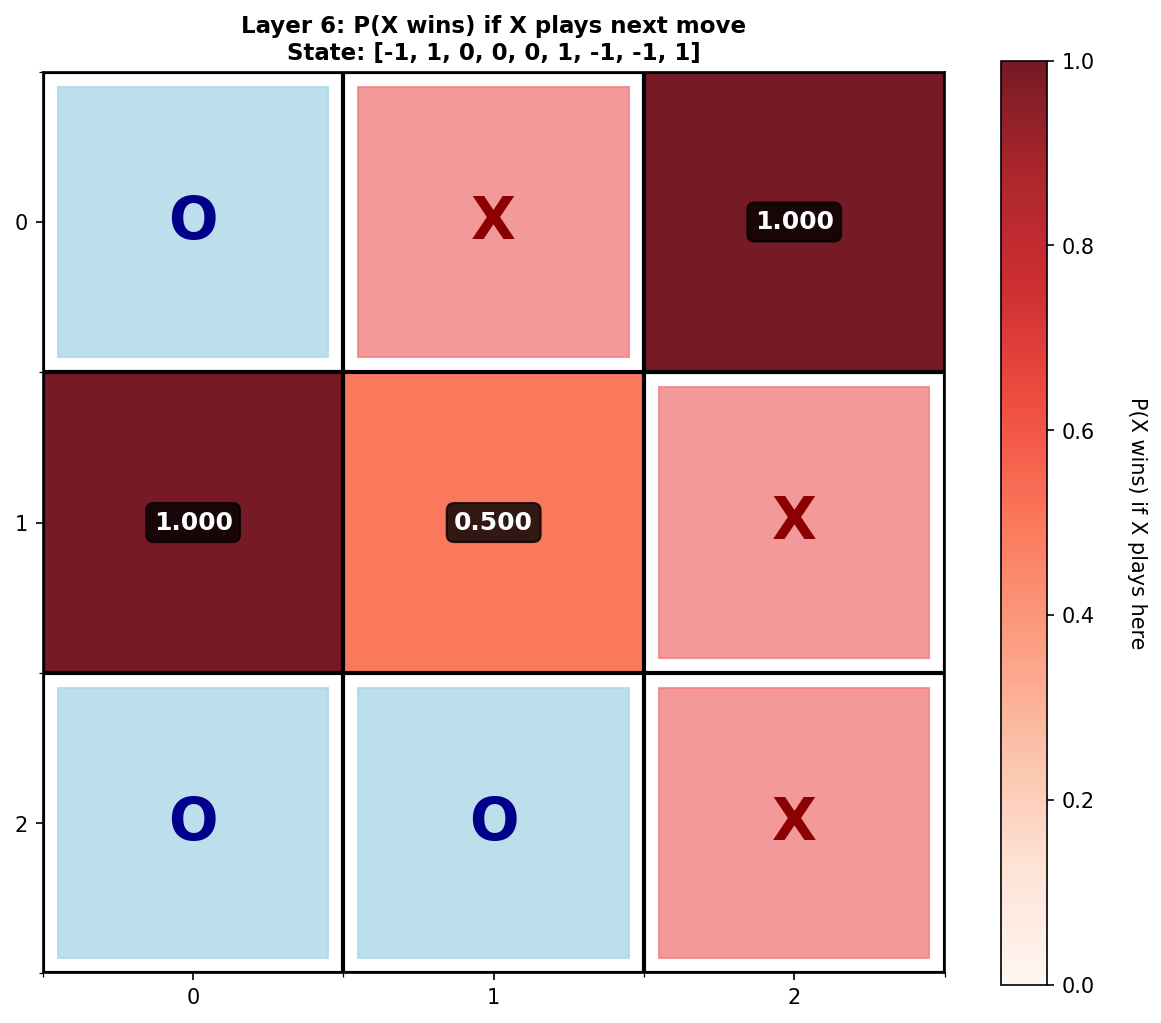 Layer 6: P(X wins) if X plays next move
State: [-1, 1, 0, 0, 0, 1, -1, -1, 1]
0
O
X
1.000
1
1.000
0.500
X
2
O
O
X
0
1
2
1.0
0.8
0.6
0.4
0.2
0.0
P(X wins) if X plays here